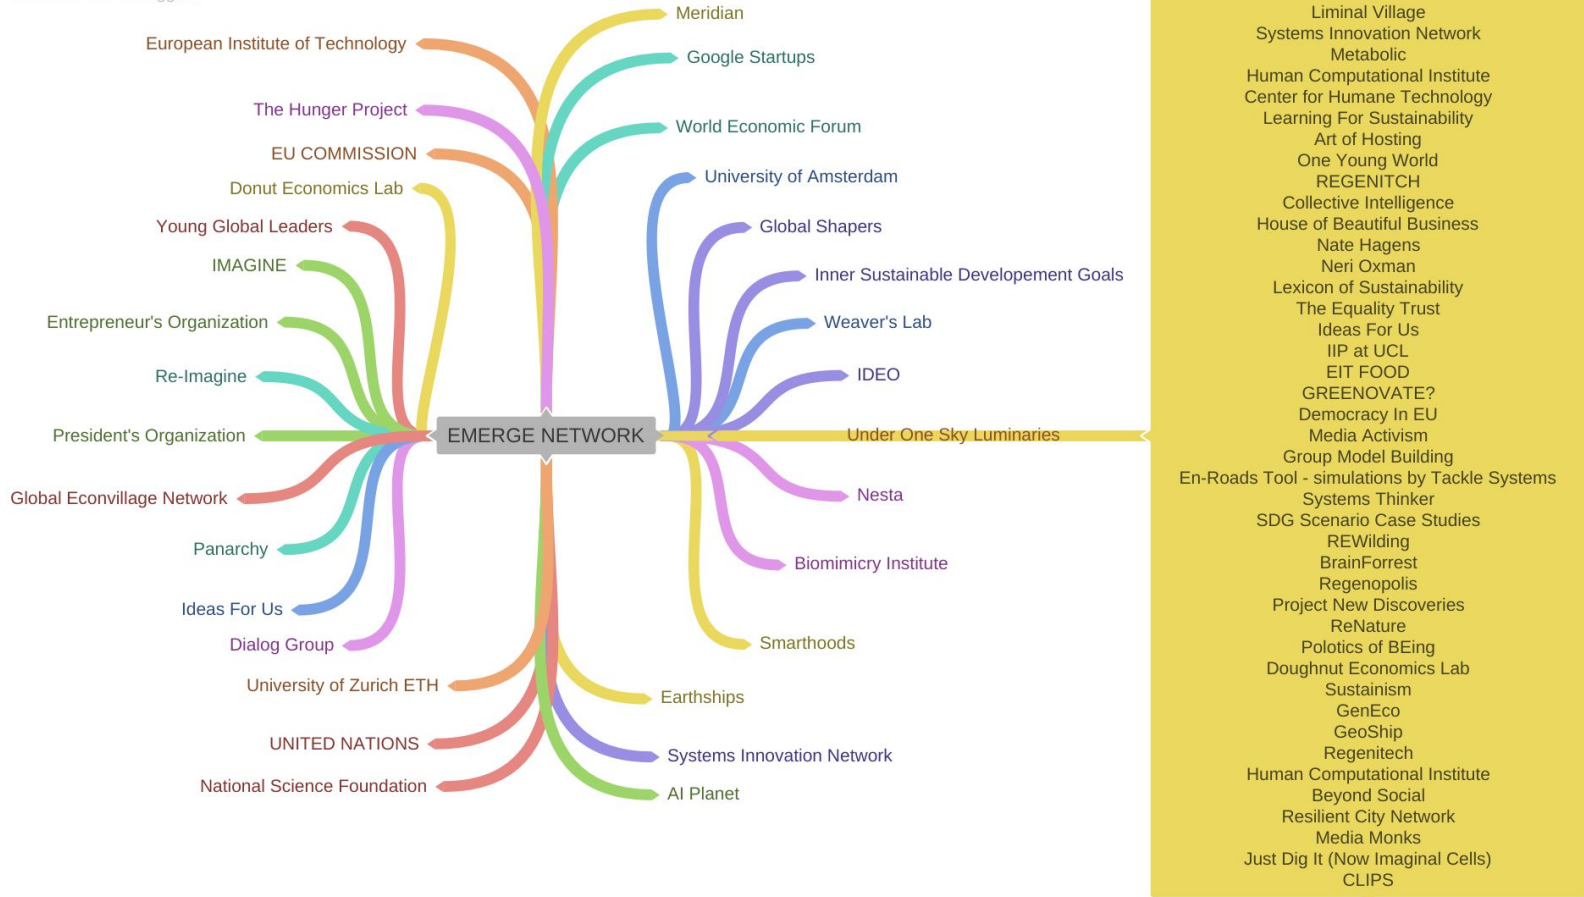 Meridian
European Institute of Technology
Google Startups
The Hunger Project
World Economic Forum
EU COMMISSION
University of Amsterdam
Donut Economics Lab
Young Global Leaders
Global Shapers
IMAGINE
Inner Sustainable Developement Goals
Entrepreneur's Organization
Weaver's Lab
Re-Imagine
IDEO
President's Organization
EMERGE NETWORK
Under One Sky Luminaries
Global Econvillage Network
Nesta
Panarchy
Biomimicry Institute
Ideas For Us
Dialog Group
Smarthoods
University of Zurich ETH
Earthships
UNITED NATIONS
Systems Innovation Network
National Science Foundation
AI Planet
Liminal Village
Systems Innovation Network
Metabolic
Human Computational Institute
Center for Humane Technology
Learning For Sustainability
Art of Hosting
One Young World
REGENITCH
Collective Intelligence
House of Beautiful Business
Nate Hagens
Neri Oxman
Lexicon of Sustainability
The Equality Trust
Ideas For Us
IIP at UCL
EIT FOOD
GREENOVATE?
Democracy In EU
Media Activism
Group Model Building
En-Roads Tool - simulations by Tackle Systems
Systems Thinker
SDG Scenario Case Studies
REWilding
BrainForrest
Regenopolis
Project New Discoveries
ReNature
Polotics of BEing
Doughnut Economics Lab
Sustainism
GenEco
GeoShip
Regenitech
Human Computational Institute
Beyond Social
Resilient City Network
Media Monks
Just Dig It (Now Imaginal Cells)
CLIPS